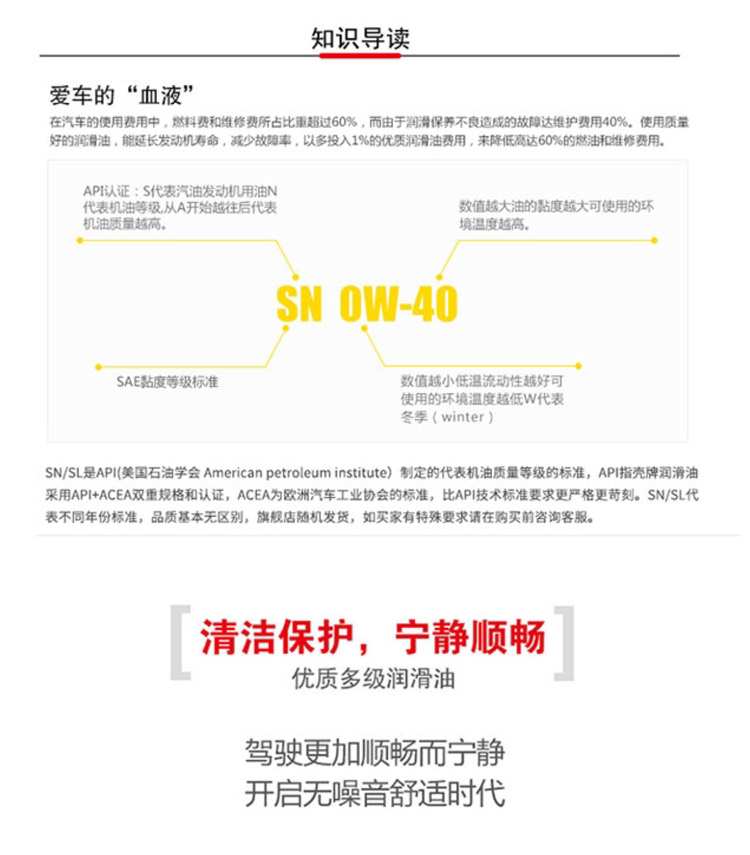 知识导读
爱车的“血液”
在汽车的使用费用中，燃料费和维修费所占比重超过60%，而由于润滑保养不良造成的故障达维护费用40%。使用质量
好的润滑油，能延长发动机寿命，减少故障率，以多投入1%的优质润滑油费用，来降低高达60%的燃油和维修费用。
API认证：S代表汽油发动机用油N
代表机油等级,从A开始越往后代表
机油质量越高。
数值越大油的黏度越大可使用的环
境温度越高。
SN 0W-40
SAE黏度等级标准
数值越小低温流动性越好可
使用的环境温度越低W代表
冬季（winter）
SN/SL是API(美国石油学会 American petroleum institute）制定的代表机油质量等级的标准，API指壳牌润滑油
采用API+ACEA双重规格和认证，ACEA为欧洲汽车工业协会的标准，比API技术标准要求更严格更苛刻。SN/SL代
表不同年份标准，品质基本无区别，旗舰店随机发货，如买家有特殊要求请在购买前咨询客服。
清洁保护，宁静顺畅
优质多级润滑油
驾驶更加顺畅而宁静
开启无噪音舒适时代